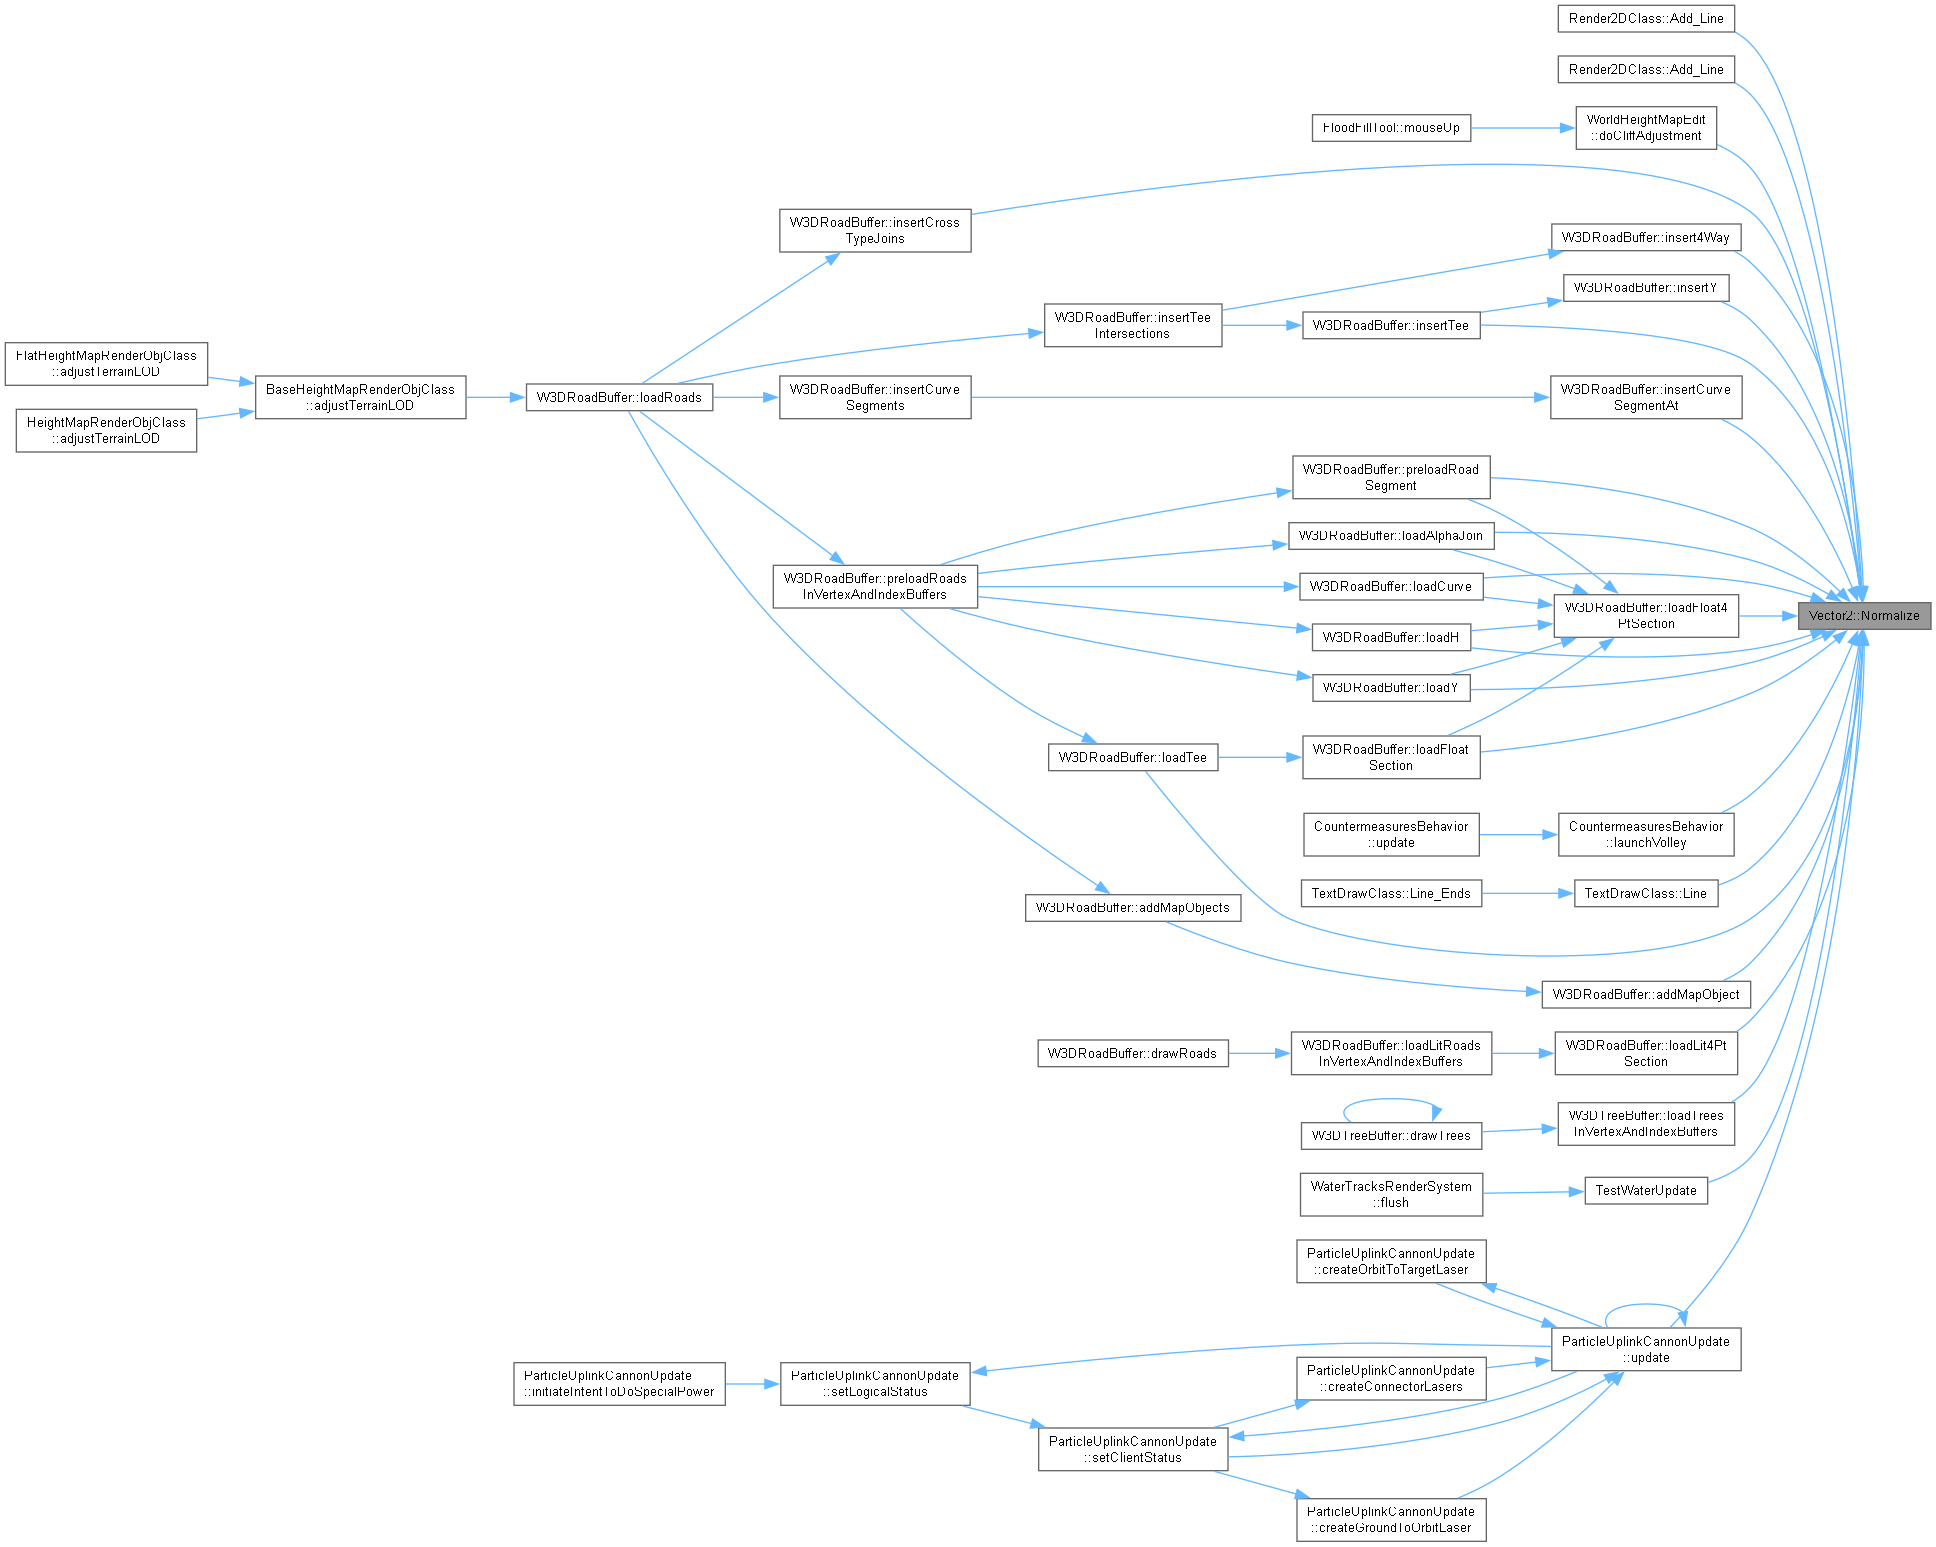 Render2DClass::Add_Line
Render2DClass::Add_Line
FloodFillTool::mouseUp
WorldHeightMapEdit
::doCliffAdjustment
W3DRoadBuffer::insertCross
TypeJoins
W3DRoadBuffer::insert4Way
W3DRoadBuffer::insertY
W3DRoadBuffer::insertTee
Intersections
W3DRoadBuffer::insertTee
FlatHeightMapRenderObjClass
::adjustTerrainLOD
BaseHeightMapRenderObjClass
::adjustTerrainLOD
HeightMapRenderObjClass
::adjustTerrainLOD
W3DRoadBuffer::loadRoads
W3DRoadBuffer::insertCurve
Segments
W3DRoadBuffer::insertCurve
SegmentAt
W3DRoadBuffer::preloadRoad
Segment
W3DRoadBuffer::loadAlphaJoin
W3DRoadBuffer::preloadRoads
InVertexAndIndexBuffers
W3DRoadBuffer::loadCurve
W3DRoadBuffer::loadFloat4
PtSection
Vector2::Normalize
W3DRoadBuffer::loadH
W3DRoadBuffer::loadY
W3DRoadBuffer::loadTee
W3DRoadBuffer::loadFloat
Section
CountermeasuresBehavior
::update
CountermeasuresBehavior
::launchVolley
TextDrawClass::Line_Ends
TextDrawClass::Line
W3DRoadBuffer::addMapObjects
W3DRoadBuffer::addMapObject
W3DRoadBuffer::drawRoads
W3DRoadBuffer::loadLitRoads
InVertexAndIndexBuffers
W3DRoadBuffer::loadLit4Pt
Section
W3DTreeBuffer::drawTrees
W3DTreeBuffer::loadTrees
InVertexAndIndexBuffers
WaterTracksRenderSystem
::flush
TestWaterUpdate
ParticleUplinkCannonUpdate
::createOrbitToTargetLaser
ParticleUplinkCannonUpdate
::update
ParticleUplinkCannonUpdate
::initiateIntentToDoSpecialPower
ParticleUplinkCannonUpdate
::setLogicalStatus
ParticleUplinkCannonUpdate
::createConnectorLasers
ParticleUplinkCannonUpdate
::setClientStatus
ParticleUplinkCannonUpdate
::createGroundToOrbitLaser